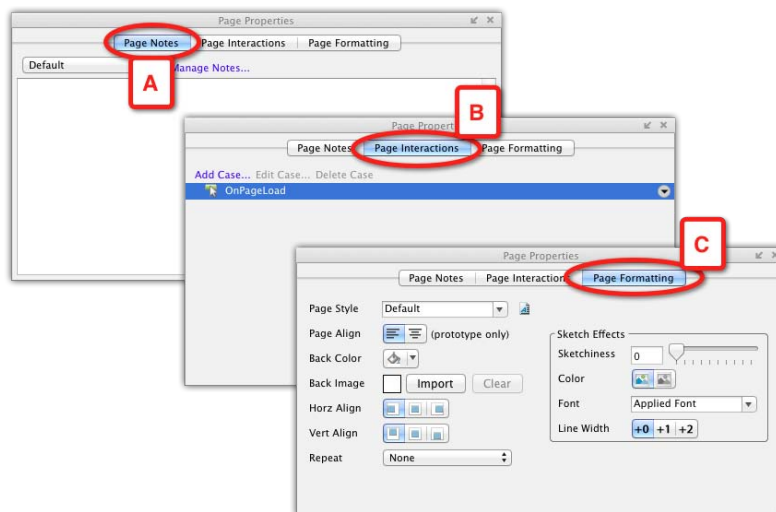 Page Properties
Page Notes Page Interactions Page Formatting
Default Manage Notes...
A
B
Page Propert
Page Notes Page Interactions Page Formatting
Add Case... Edit Case... Delete Case
OnPageLoad
C
Page Properties
Page Notes Page Interactions Page Formatting
Page Style Default
Page Align (prototype only)
Back Color
Back Image Import Clear
Horz Align
Vert Align
Repeat None
Sketch Effects
Sketchiness 0
Color
Font Applied Font
Line Width +0 +1 +2